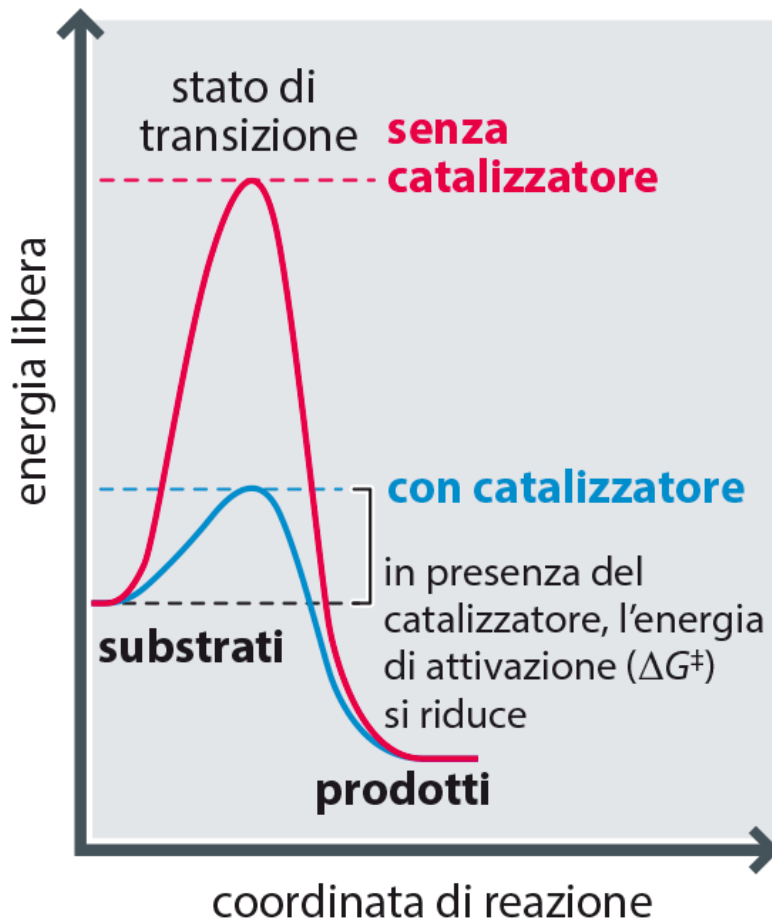 stato di
transizione
senza
catalizzatore
energia libera
con catalizzatore
in presenza del
catalizzatore, l’energia
di attivazione (ΔG‡)
si riduce
substrati
prodotti
coordinata di reazione